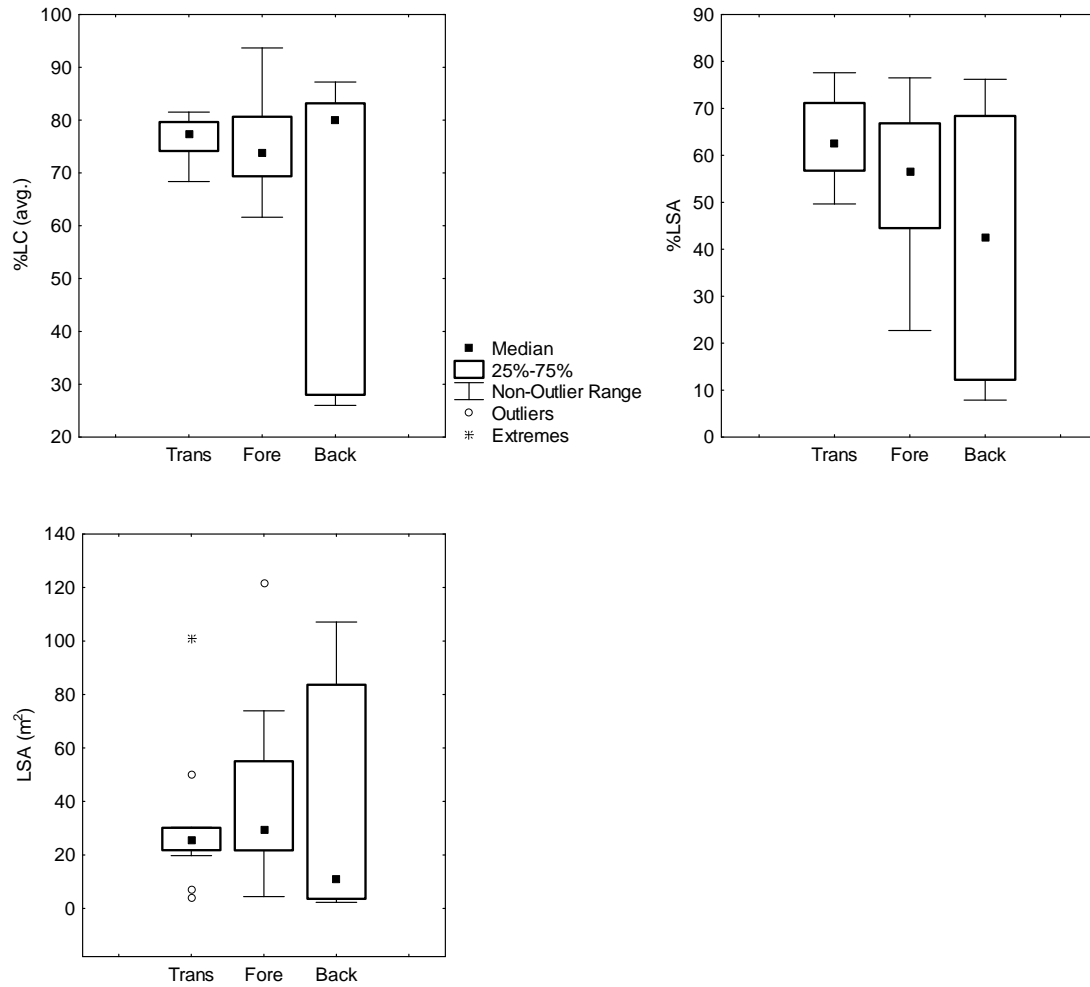 100
90
80
70
60
50
40
30
20
%LC (avg.)
Trans Fore Back
Median
25%-75%
Non-Outlier Range
Outliers
Extremes
90
80
70
60
50
40
30
20
10
0
%LSA
Trans Fore Back
140
120
100
80
60
40
20
0
LSA (m²)
Trans Fore Back